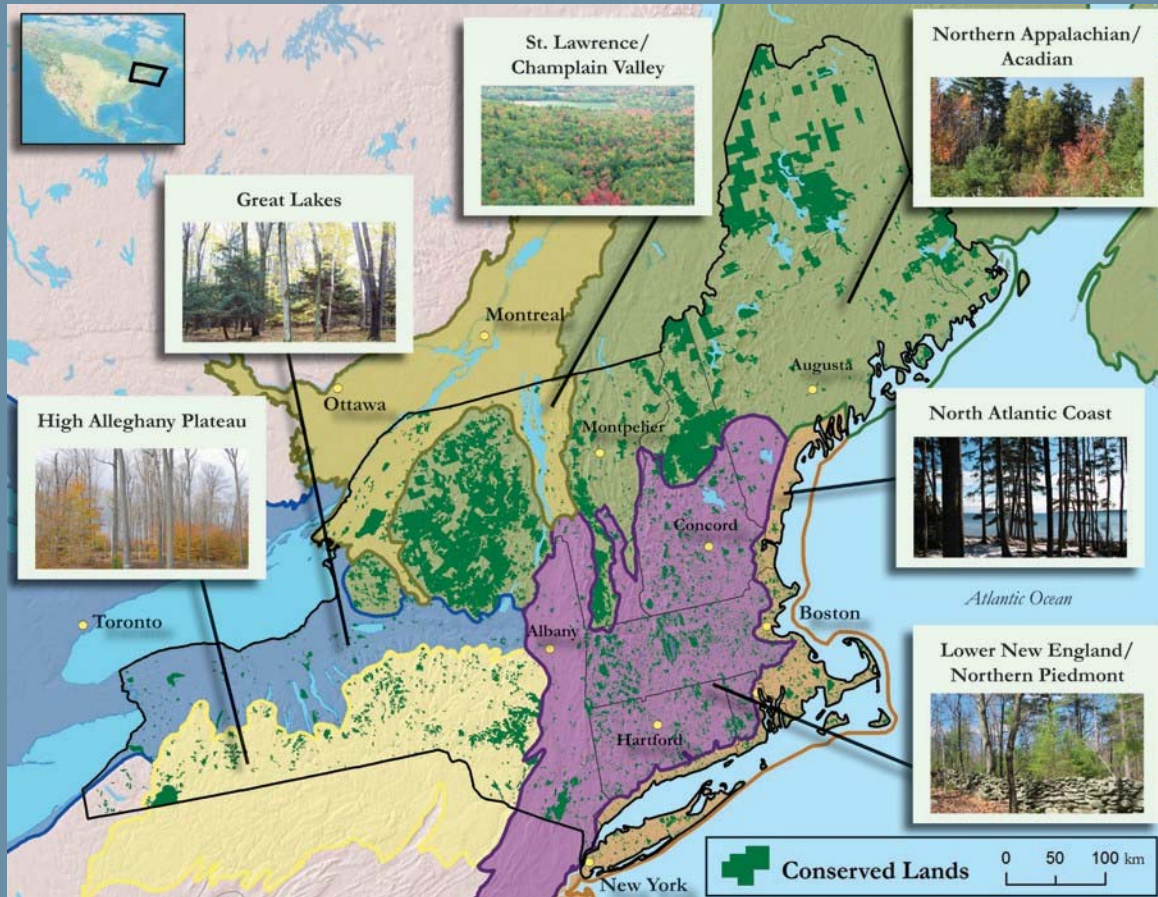 St. Lawrence/
Champlain Valley
Northern Appalachian/
Acadian
Great Lakes
Montreal
Ottawa
Augusta
High Alleghany Plateau
Montpelier
North Atlantic Coast
Concord
Atlantic Ocean
Toronto
Albany
Boston
Lower New England/
Northern Piedmont
Hartford
New York
Conserved Lands
0 50 100 km